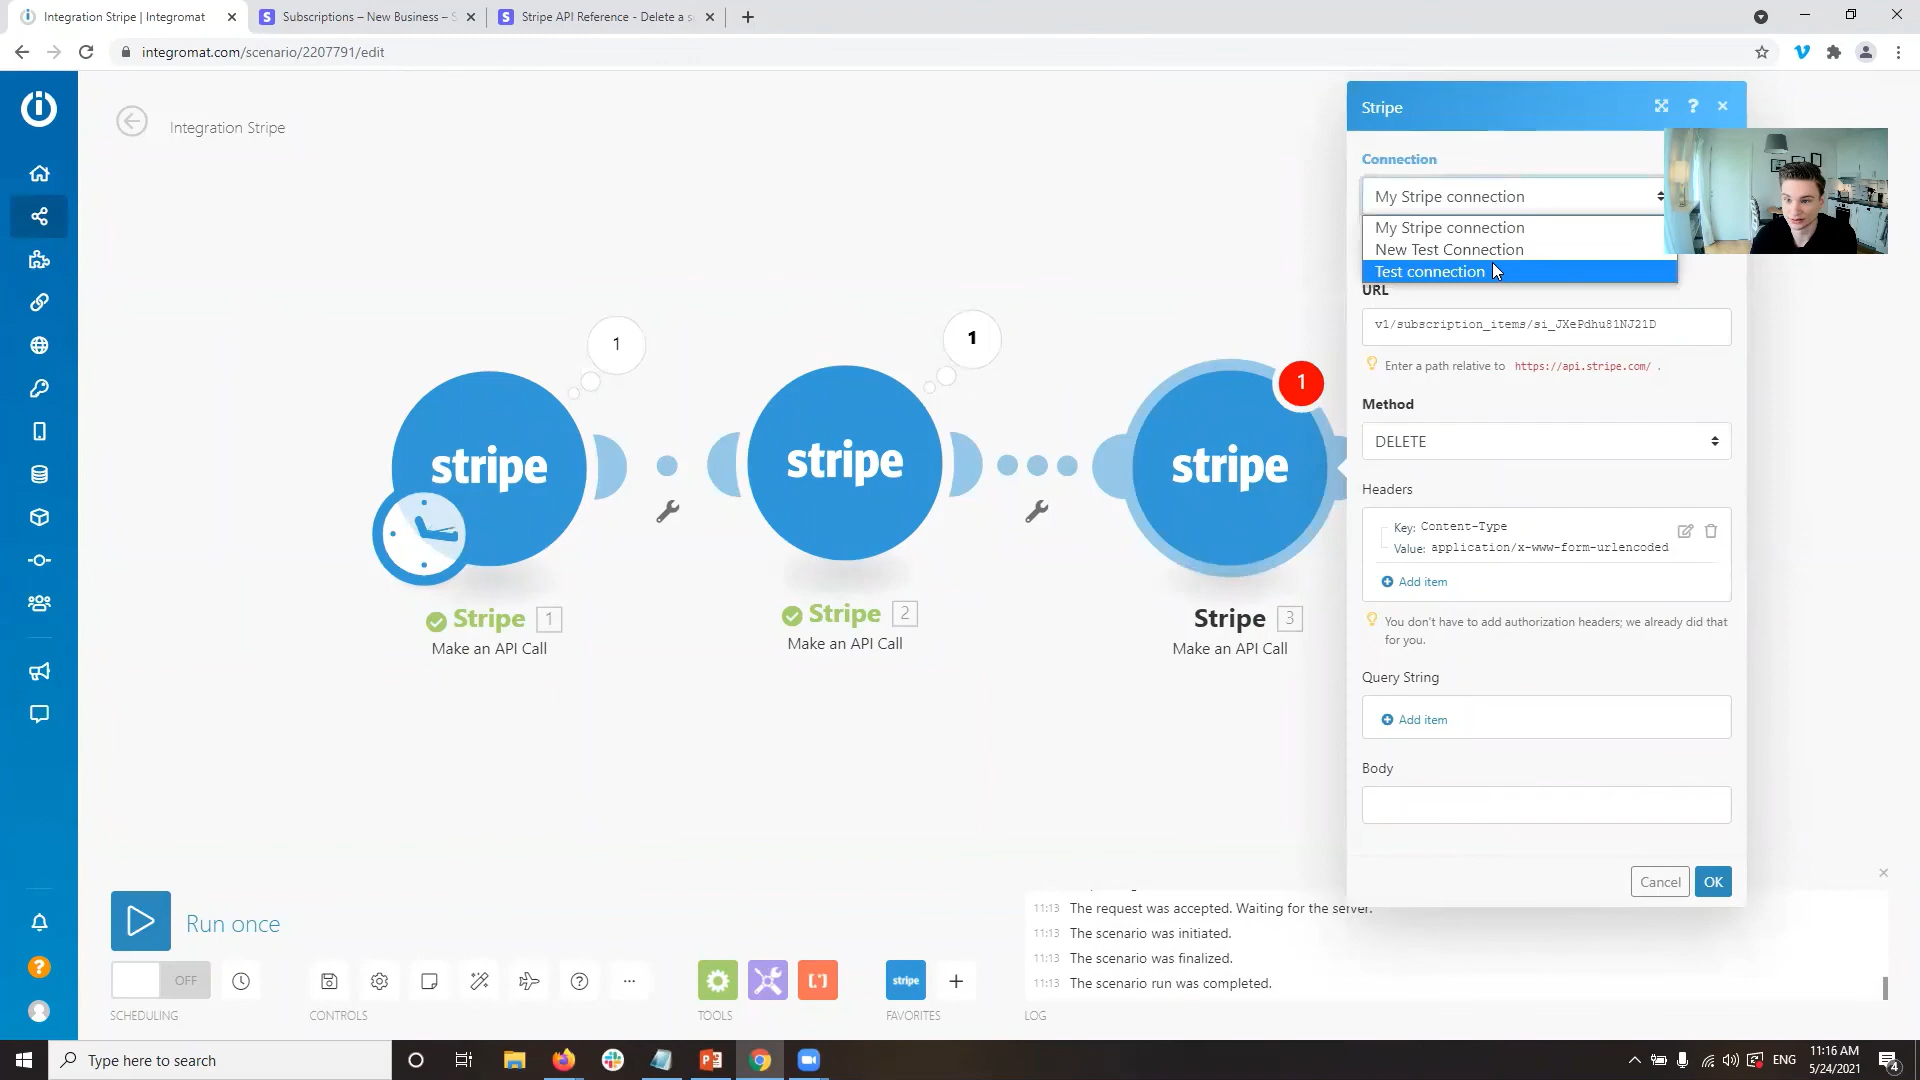 Integration Stripe | Integromat
Subscriptions – New Business – S
Stripe API Reference - Delete a s
integromat.com/scenario/2207791/edit
Integration Stripe
Stripe
Connection
My Stripe connection
My Stripe connection
New Test Connection
Test connection
URL
v1/subscription_items/si_JXePdhu81NJ21D
Enter a path relative to https://api.stripe.com/ .
Method
DELETE
Headers
Key: Content-Type
Value: application/x-www-form-urlencoded
Add item
You don't have to add authorization headers; we already did that
for you.
Query String
Add item
Body
Cancel
OK
1
1
1
stripe
stripe
stripe
Stripe 1
Make an API Call
Stripe 2
Make an API Call
Stripe 3
Make an API Call
Run once
OFF
SCHEDULING
CONTROLS
TOOLS
stripe
FAVORITES
LOG
11:13 The request was accepted. Waiting for the server.
11:13 The scenario was initiated.
11:13 The scenario was finalized.
11:13 The scenario run was completed.
Type here to search
ENG
11:16 AM
5/24/2021
4